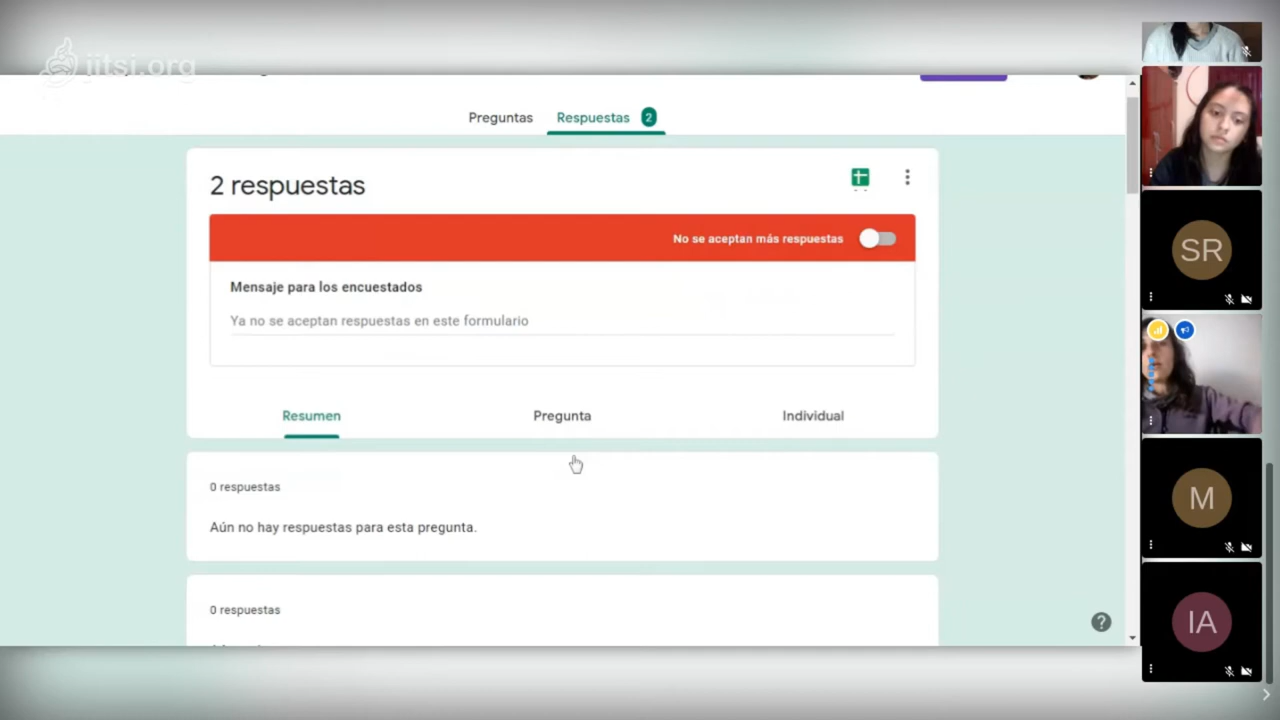 jitsi.org
Preguntas
Respuestas 2
2 respuestas
No se aceptan más respuestas
Mensaje para los encuestados
Ya no se aceptan respuestas en este formulario
Resumen
Pregunta
Individual
0 respuestas
Aún no hay respuestas para esta pregunta.
0 respuestas
SR
M
IA